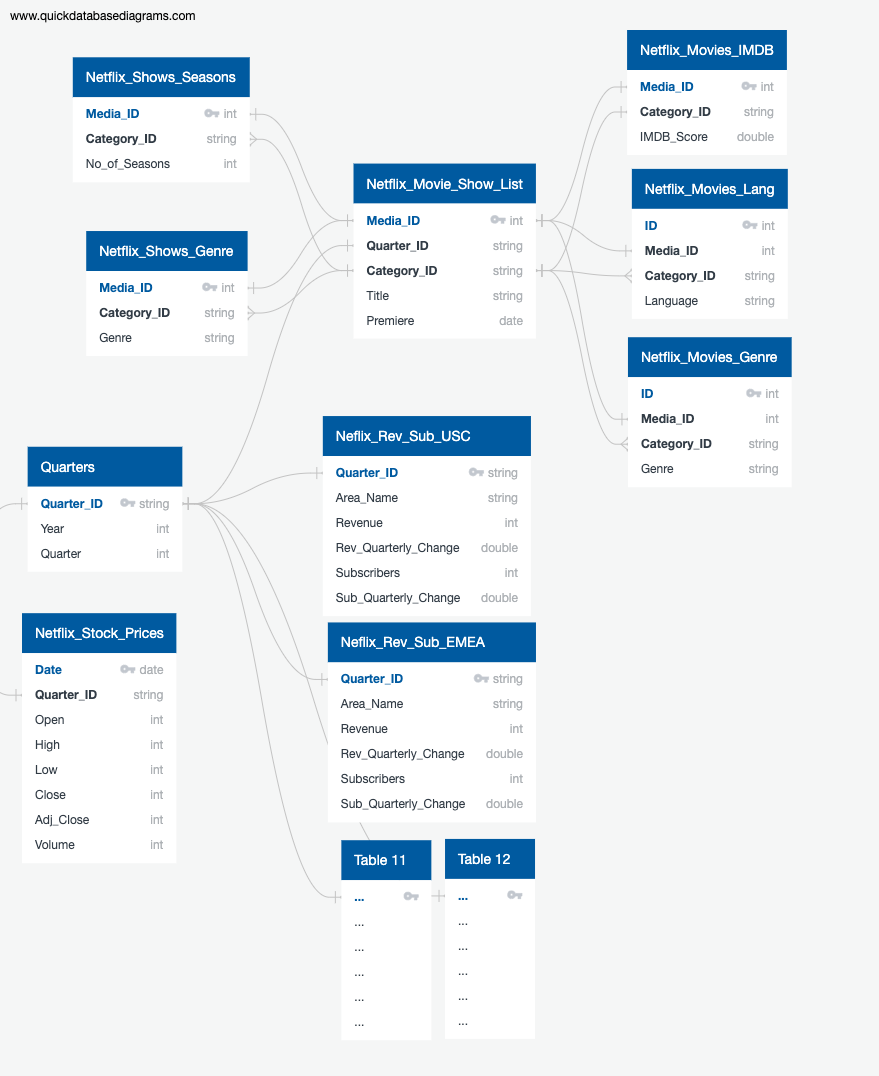 www.quickdatabasediagrams.com
Netflix_Shows_Seasons
Media_ID int
Category_ID string
No_of_Seasons int
Netflix_Shows_Genre
Media_ID int
Category_ID string
Genre string
Netflix_Movie_Show_List
Media_ID int
Quarter_ID string
Category_ID string
Title string
Premiere date
Netflix_Movies_IMDB
Media_ID int
Category_ID string
IMDB_Score double
Netflix_Movies_Lang
ID int
Media_ID int
Category_ID string
Language string
Netflix_Movies_Genre
ID int
Media_ID int
Category_ID string
Genre string
Quarters
Quarter_ID string
Year int
Quarter int
Netflix_Stock_Prices
Date date
Quarter_ID string
Open int
High int
Low int
Close int
Adj_Close int
Volume int
Neflix_Rev_Sub_USC
Quarter_ID string
Area_Name string
Revenue int
Rev_Quarterly_Change double
Subscribers int
Sub_Quarterly_Change double
Neflix_Rev_Sub_EMEA
Quarter_ID string
Area_Name string
Revenue int
Rev_Quarterly_Change double
Subscribers int
Sub_Quarterly_Change double
Table 11
...
...
...
...
...
...
Table 12
...
...
...
...
...
...